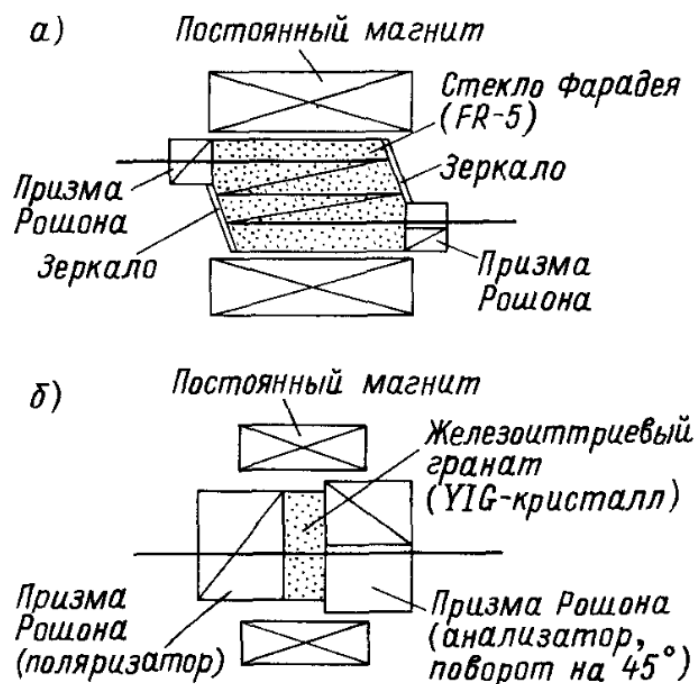 а)
Постоянный магнит
Стекло Фарадея
(FR-5)
Зеркало
Призма
Рошона
Зеркало
Призма
Рошона
б)
Постоянный магнит
Железоиттриевый
гранат
(YIG-кристалл)
Призма
Рошона
(поляризатор)
Призма Рошона
(анализатор,
поворот на 45°)